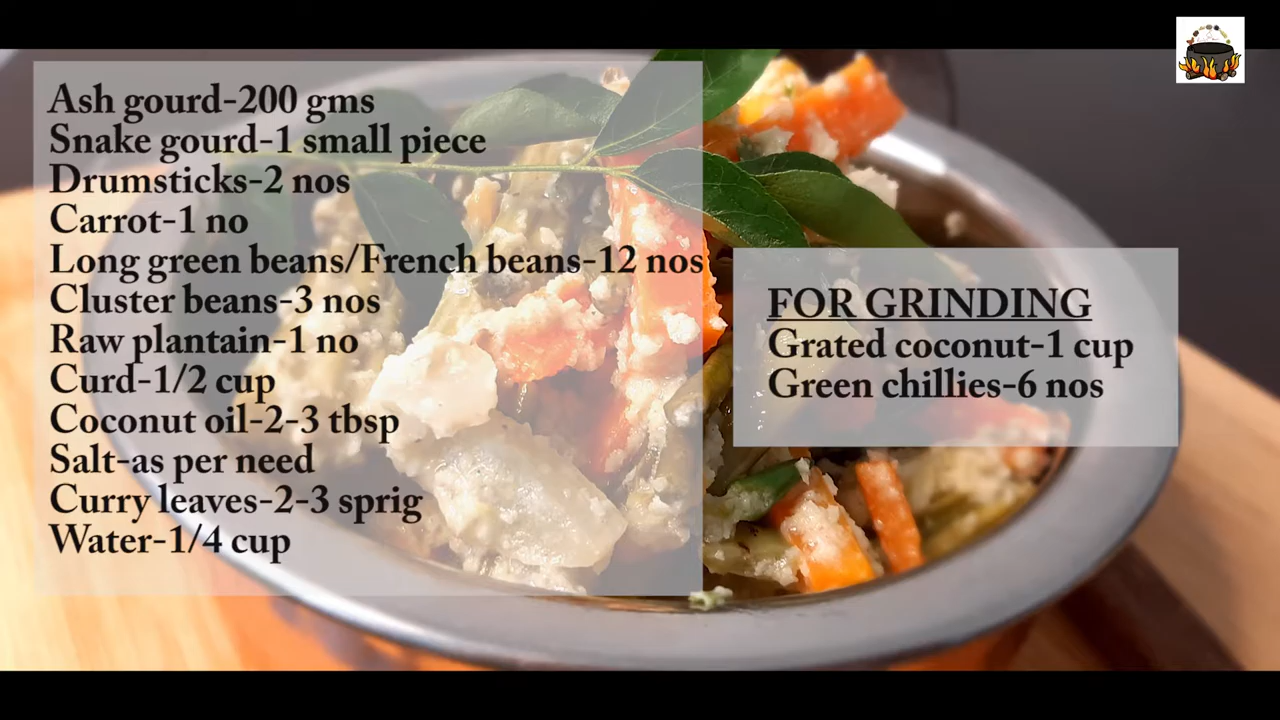 Ash gourd-200 gms
Snake gourd-1 small piece
Drumsticks-2 nos
Carrot-1 no
Long green beans/French beans-12 nos
Cluster beans-3 nos
Raw plantain-1 no
Curd-1/2 cup
Coconut oil-2-3 tbsp
Salt-as per need
Curry leaves-2-3 sprig
Water-1/4 cup
FOR GRINDING
Grated coconut-1 cup
Green chillies-6 nos